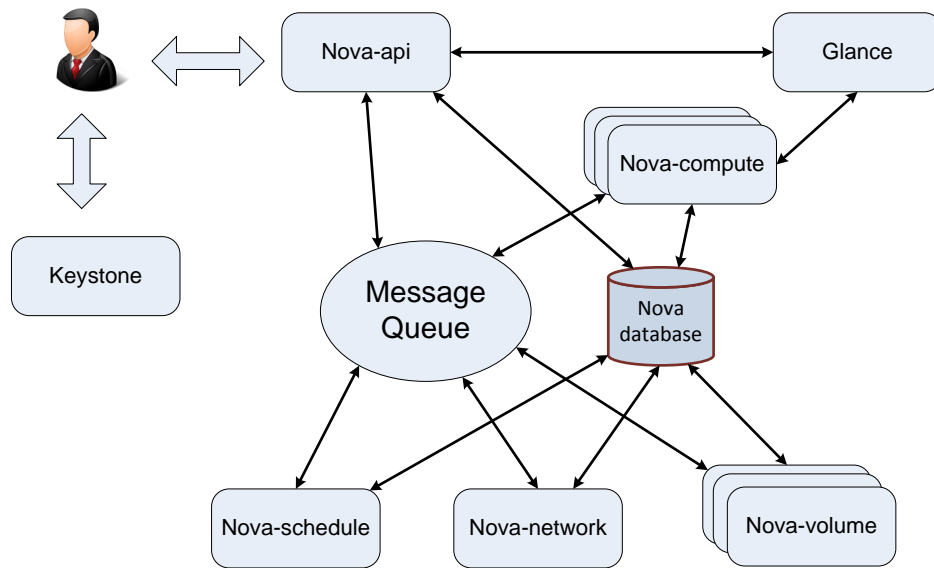 Nova-api
Glance
Nova-compute
Keystone
Message
Queue
Nova
database
Nova-schedule
Nova-network
Nova-volume